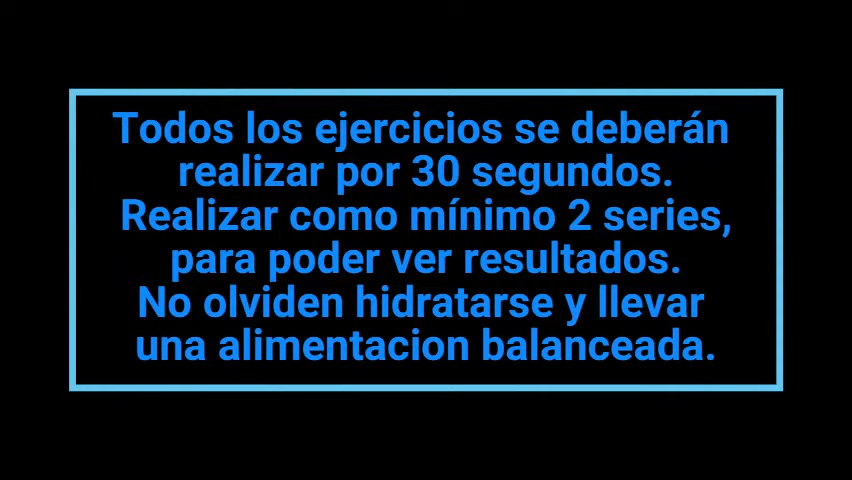 Todos los ejercicios se deberán
realizar por 30 segundos.
Realizar como mínimo 2 series,
para poder ver resultados.
No olviden hidratarse y llevar
una alimentacion balanceada.